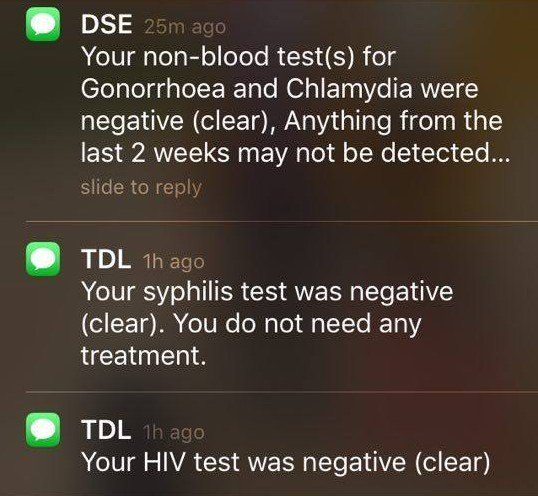 DSE 25m ago
Your non-blood test(s) for
Gonorrhoea and Chlamydia were
negative (clear), Anything from the
last 2 weeks may not be detected...
slide to reply
TDL 1h ago
Your syphilis test was negative
(clear). You do not need any
treatment.
TDL 1h ago
Your HIV test was negative (clear)